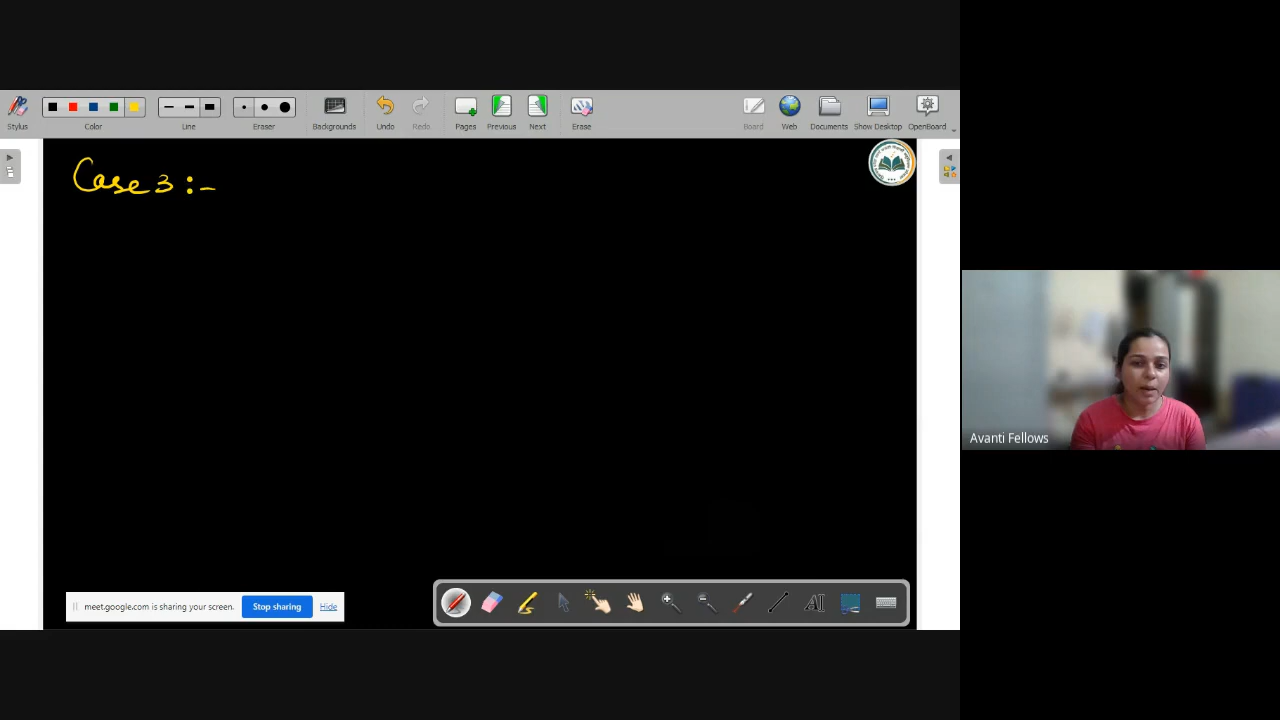 Stylus Color Line Eraser Backgrounds Undo Redo Pages Previous Next Erase Board Web Documents Show Desktop OpenBoard
Case 3 :-
Avanti Fellows
meet.google.com is sharing your screen. Stop sharing Hide
AI